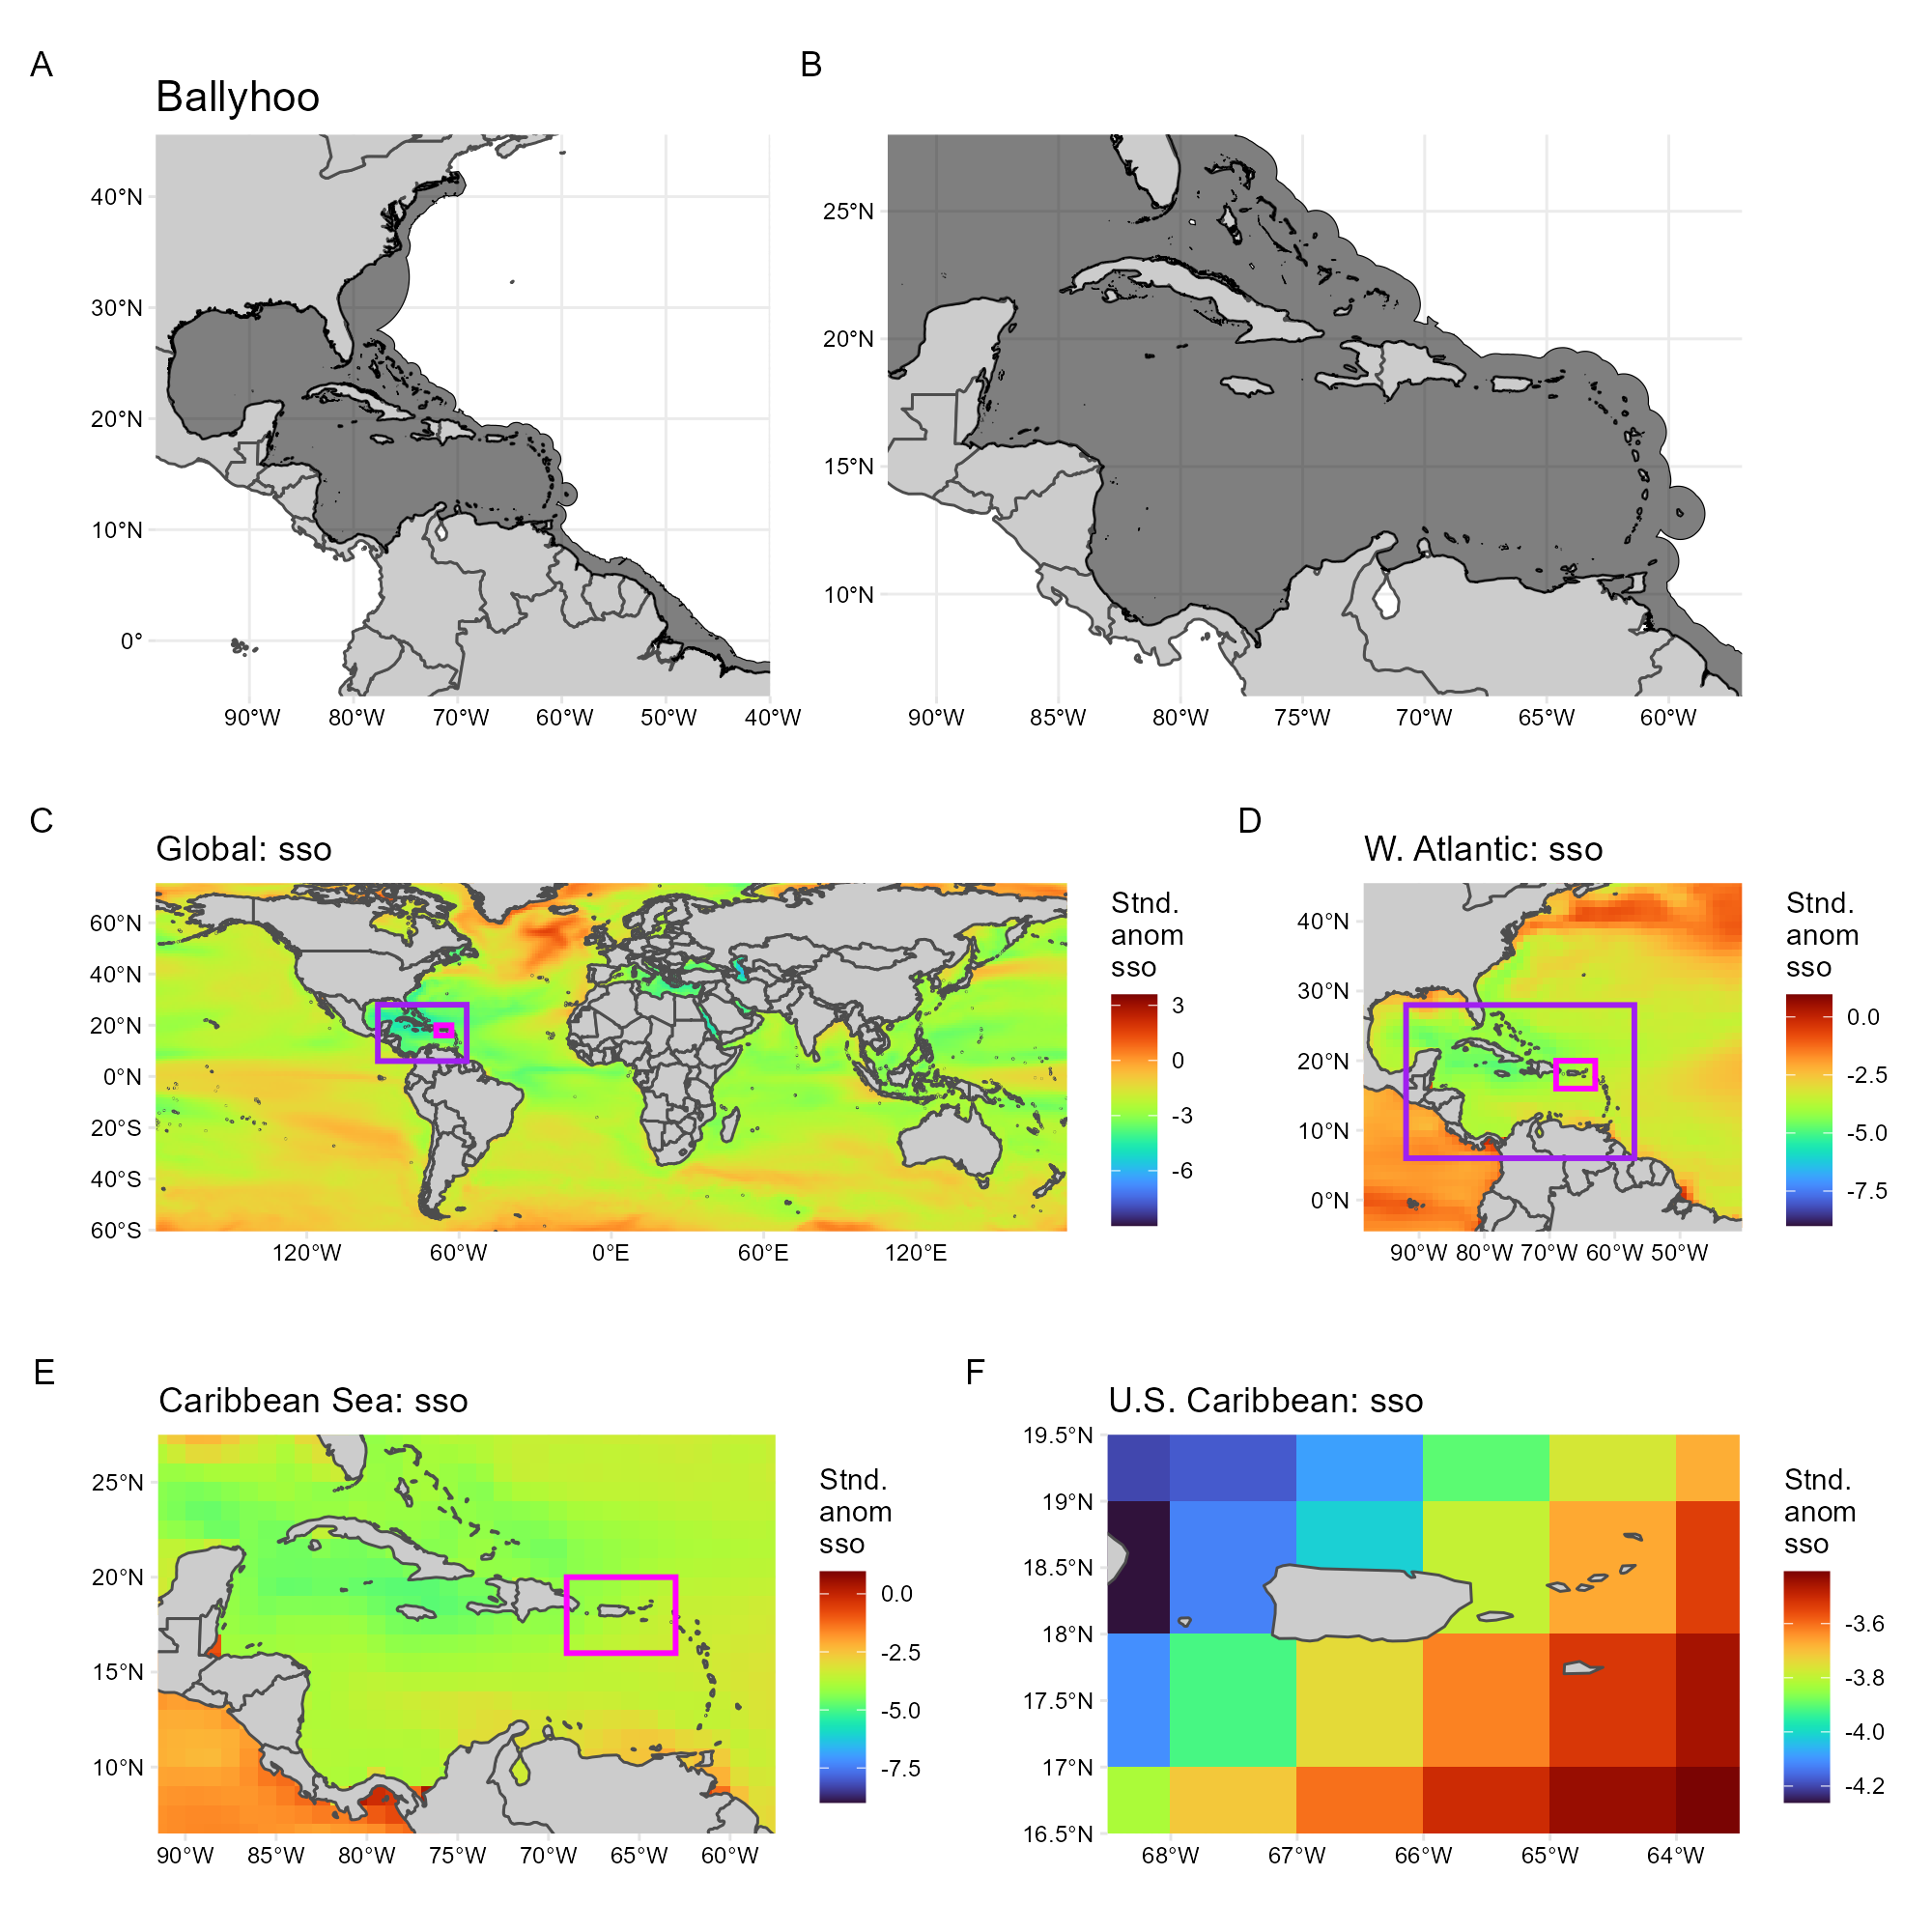 A
B
Ballyhoo
40°N
30°N
20°N
10°N
0°
90°W 80°W 70°W 60°W 50°W 40°W
25°N
20°N
15°N
10°N
90°W 85°W 80°W 75°W 70°W 65°W 60°W
C
D
Global: sso
60°N
40°N
20°N
0°N
20°S
40°S
60°S
120°W 60°W 0°E 60°E 120°E
Stnd.
anom
sso
3
0
-3
-6
W. Atlantic: sso
40°N
30°N
20°N
10°N
0°N
90°W 80°W 70°W 60°W 50°W
Stnd.
anom
sso
0.0
-2.5
-5.0
-7.5
E
F
Caribbean Sea: sso
25°N
20°N
15°N
10°N
90°W 85°W 80°W 75°W 70°W 65°W 60°W
Stnd.
anom
sso
0.0
-2.5
-5.0
-7.5
U.S. Caribbean: sso
19.5°N
19°N
18.5°N
18°N
17.5°N
17°N
16.5°N
68°W 67°W 66°W 65°W 64°W
Stnd.
anom
sso
-3.6
-3.8
-4.0
-4.2